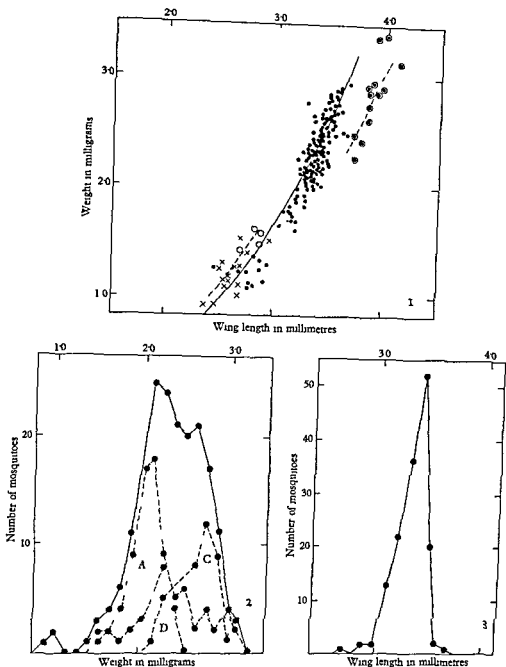 2·0 3·0 4·0
3·0
2·0
1·0
Weight in milligrams
1
Wing length in millimetres
1·0 2·0 3·0
20
10
Number of mosquitoes
A
C
D
2
Weight in milligrams
3·0 4·0
50
40
30
20
10
Number of mosquitoes
3
Wing length in millimetres